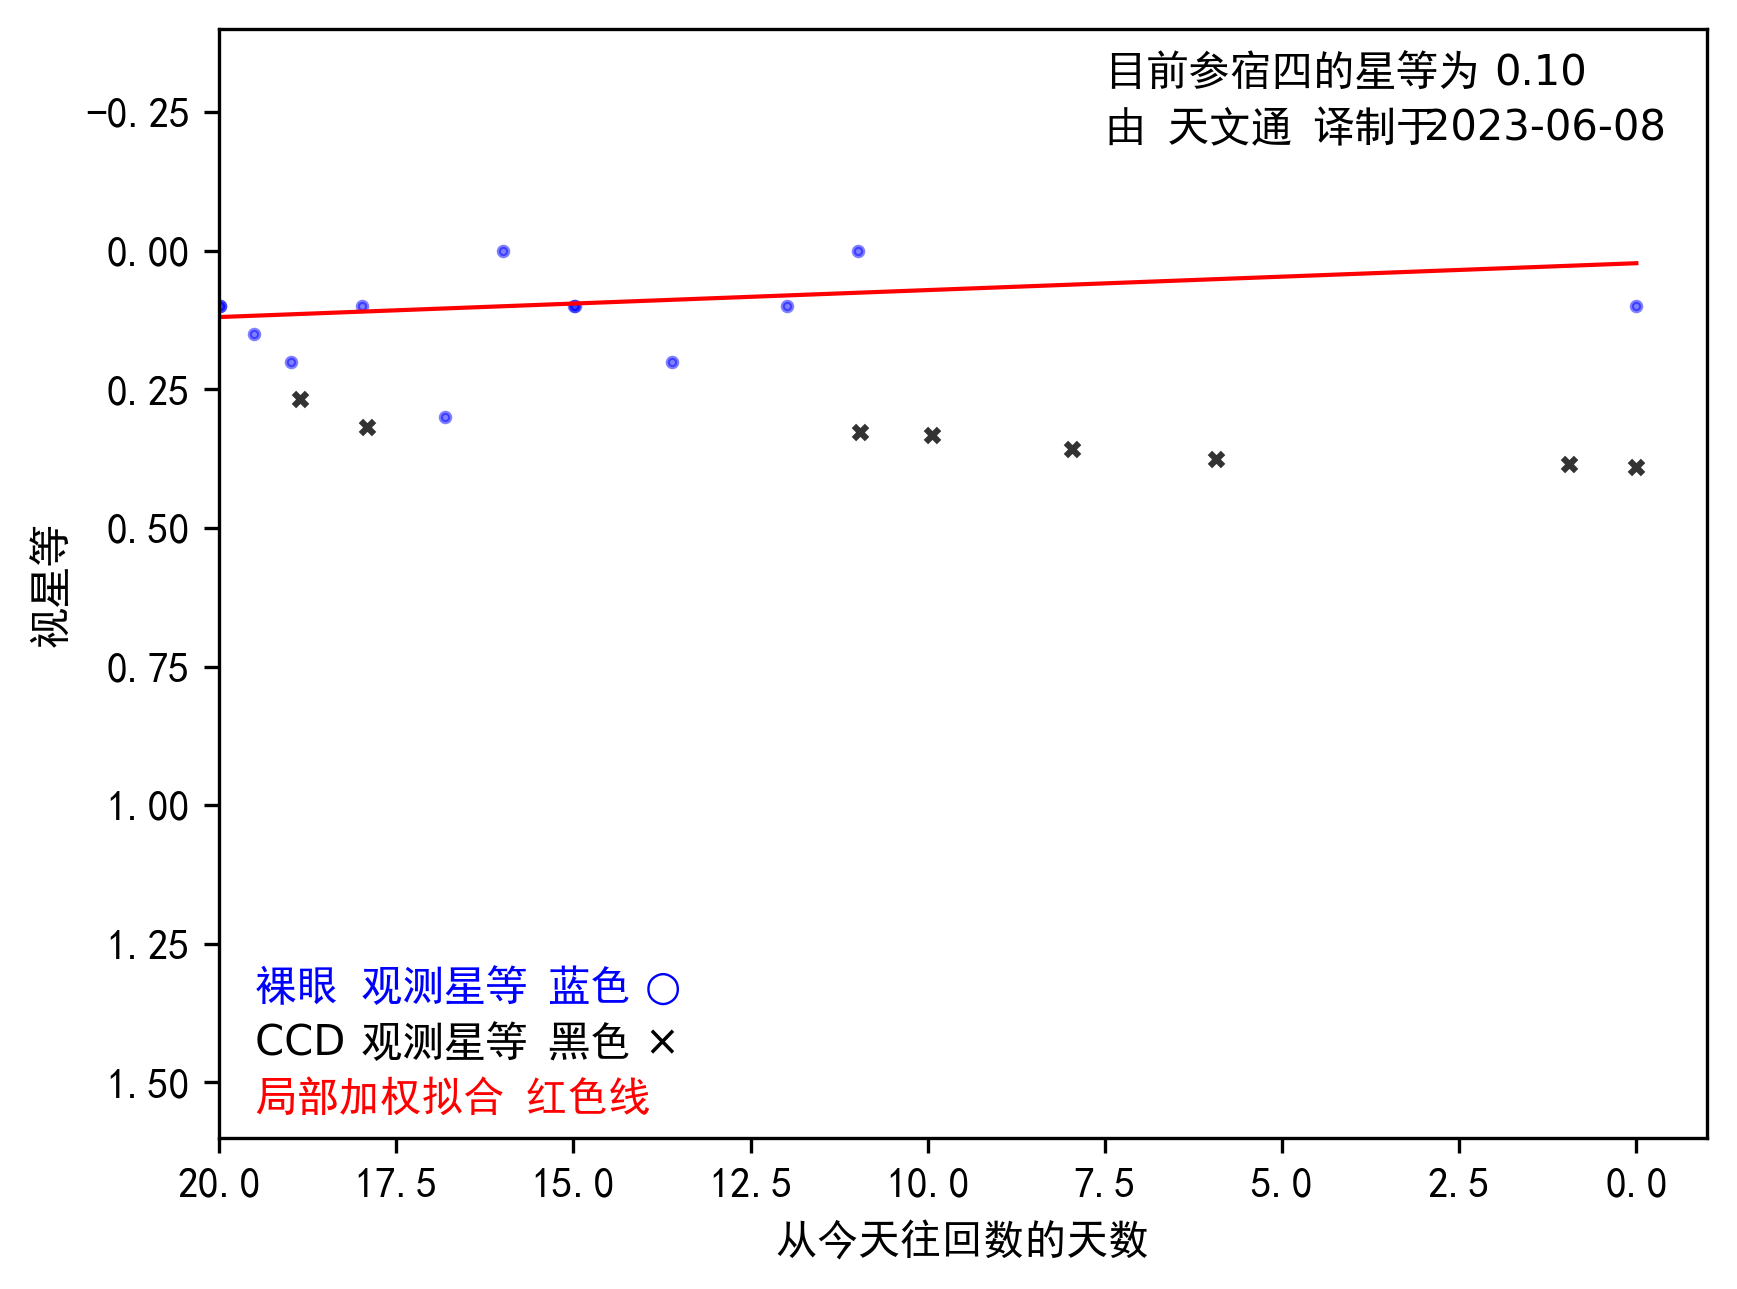 目前参宿四的星等为 0.10
由 天文通 译制于2023-06-08
-0.25
0.00
0.25
0.50
0.75
1.00
1.25
1.50
视星等
裸眼 观测星等 蓝色 ○
CCD 观测星等 黑色 ×
局部加权拟合 红色线
20.0 17.5 15.0 12.5 10.0 7.5 5.0 2.5 0.0
从今天往回数的天数